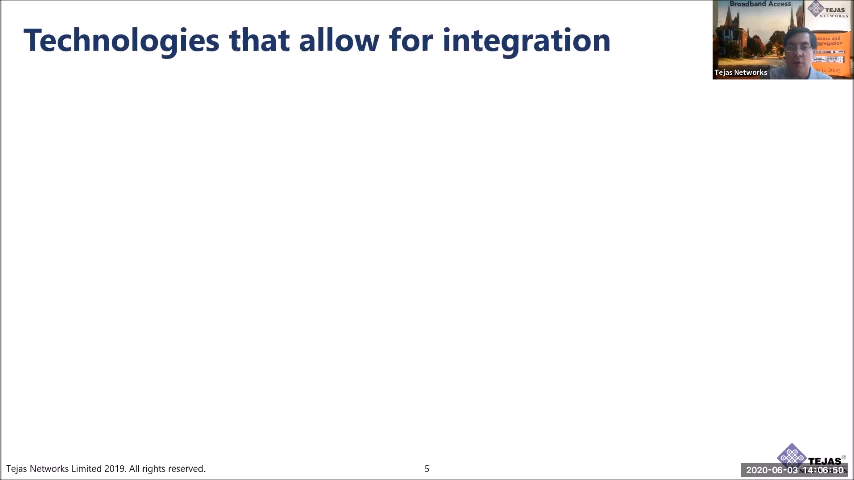 Technologies that allow for integration
Broadband Access
TEJAS
NETWORKS
Tejas Networks
Tejas Networks Limited 2019. All rights reserved.
5
TEJAS
2020-06-03 14:06:50